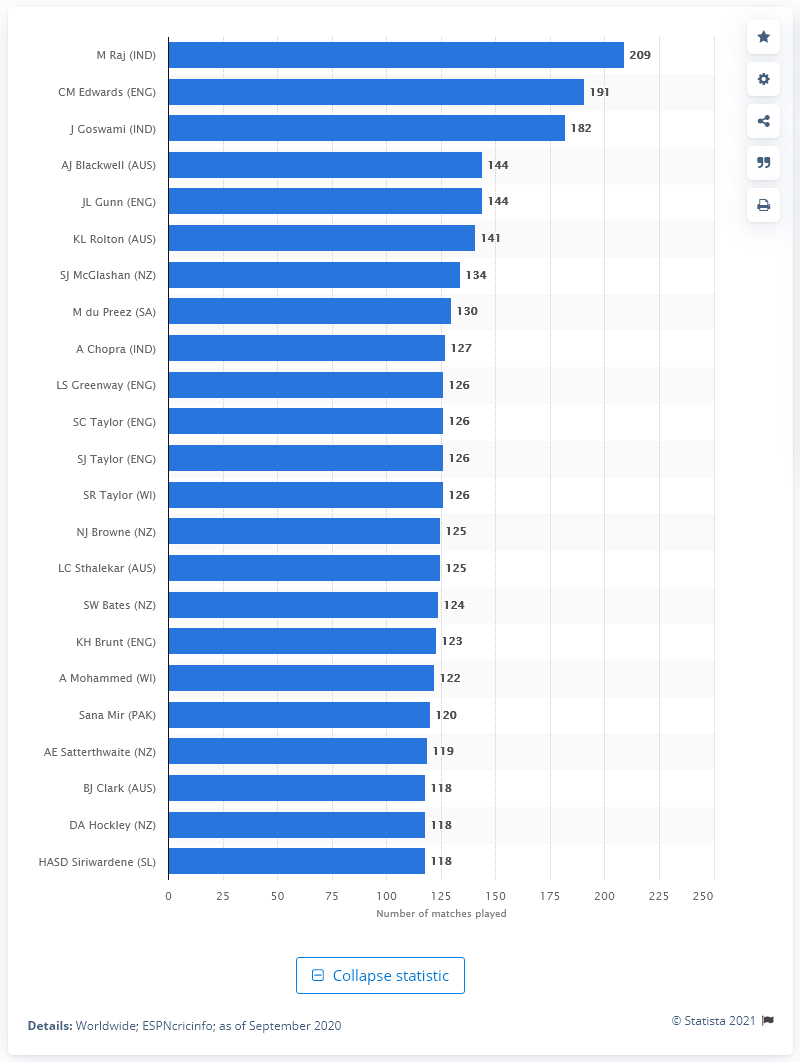 M Raj (IND) 209
CM Edwards (ENG) 191
J Goswami (IND) 182
AJ Blackwell (AUS) 144
JL Gunn (ENG) 144
KL Rolton (AUS) 141
SJ McGlashan (NZ) 134
M du Preez (SA) 130
A Chopra (IND) 127
LS Greenway (ENG) 126
SC Taylor (ENG) 126
SJ Taylor (ENG) 126
SR Taylor (WI) 126
NJ Browne (NZ) 125
LC Sthalekar (AUS) 125
SW Bates (NZ) 124
KH Brunt (ENG) 123
A Mohammed (WI) 122
Sana Mir (PAK) 120
AE Satterthwaite (NZ) 119
BJ Clark (AUS) 118
DA Hockley (NZ) 118
HASD Siriwardene (SL) 118
0 25 50 75 100 125 150 175 200 225 250
Number of matches played
Collapse statistic
Details: Worldwide; ESPNcricinfo; as of September 2020
© Statista 2021